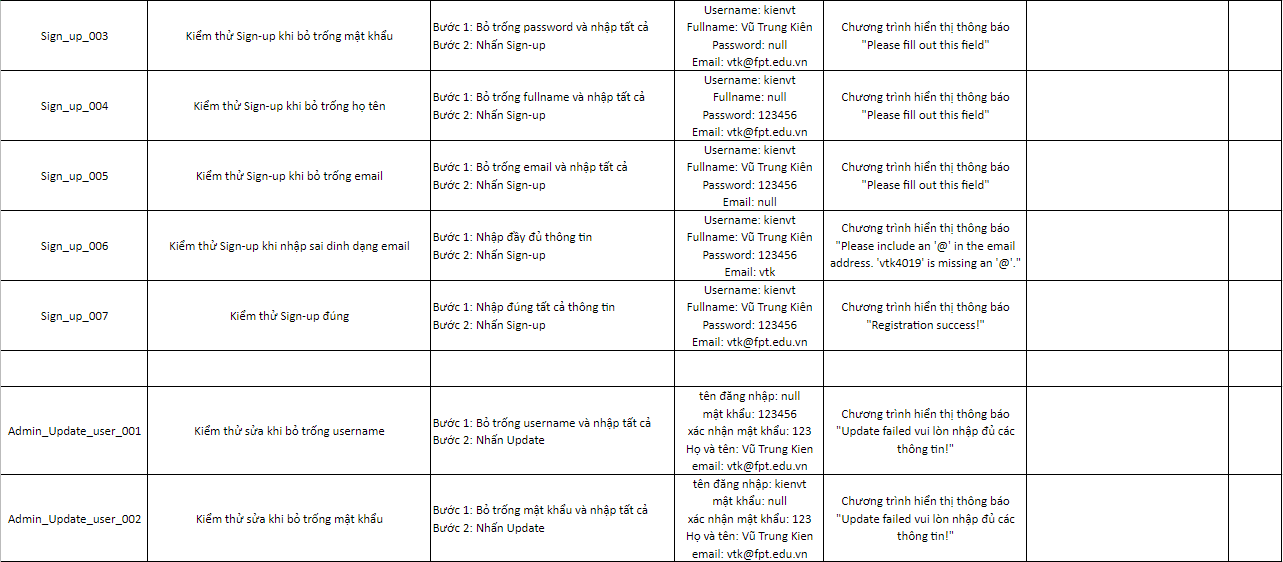 Sign_up_003
Kiểm thử Sign-up khi bỏ trống mật khẩu
Bước 1: Bỏ trống password và nhập tất cả
Bước 2: Nhấn Sign-up
Username: kienvt
Fullname: Vũ Trung Kiên
Password: null
Email: vtk@fpt.edu.vn
Chương trình hiển thị thông báo
"Please fill out this field"
Sign_up_004
Kiểm thử Sign-up khi bỏ trống họ tên
Bước 1: Bỏ trống fullname và nhập tất cả
Bước 2: Nhấn Sign-up
Username: kienvt
Fullname: null
Password: 123456
Email: vtk@fpt.edu.vn
Chương trình hiển thị thông báo
"Please fill out this field"
Sign_up_005
Kiểm thử Sign-up khi bỏ trống email
Bước 1: Bỏ trống email và nhập tất cả
Bước 2: Nhấn Sign-up
Username: kienvt
Fullname: Vũ Trung Kiên
Password: 123456
Email: null
Chương trình hiển thị thông báo
"Please fill out this field"
Sign_up_006
Kiểm thử Sign-up khi nhập sai dinh dạng email
Bước 1: Nhập đầy đủ thông tin
Bước 2: Nhấn Sign-up
Username: kienvt
Fullname: Vũ Trung Kiên
Password: 123456
Email: vtk
Chương trình hiển thị thông báo
"Please include an '@' in the email
address. 'vtk4019' is missing an '@'."
Sign_up_007
Kiểm thử Sign-up đúng
Bước 1: Nhập đúng tất cả thông tin
Bước 2: Nhấn Sign-up
Username: kienvt
Fullname: Vũ Trung Kiên
Password: 123456
Email: vtk@fpt.edu.vn
Chương trình hiển thị thông báo
"Registration success!"
Admin_Update_user_001
Kiểm thử sửa khi bỏ trống username
Bước 1: Bỏ trống username và nhập tất cả
Bước 2: Nhấn Update
tên đăng nhập: null
mật khẩu: 123456
xác nhận mật khẩu: 123
Họ và tên: Vũ Trung Kien
email: vtk@fpt.edu.vn
Chương trình hiển thị thông báo
"Update failed vui lòn nhập đủ các
thông tin!"
Admin_Update_user_002
Kiểm thử sửa khi bỏ trống mật khẩu
Bước 1: Bỏ trống mật khẩu và nhập tất cả
Bước 2: Nhấn Update
tên đăng nhập: kienvt
mật khẩu: null
xác nhận mật khẩu: 123
Họ và tên: Vũ Trung Kien
email: vtk@fpt.edu.vn
Chương trình hiển thị thông báo
"Update failed vui lòn nhập đủ các
thông tin!"